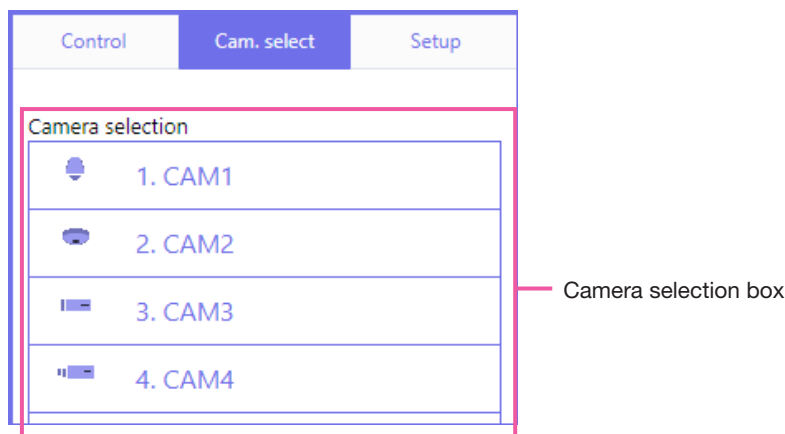 Control Cam. select Setup
Camera selection
1. CAM1
2. CAM2
3. CAM3
4. CAM4
Camera selection box